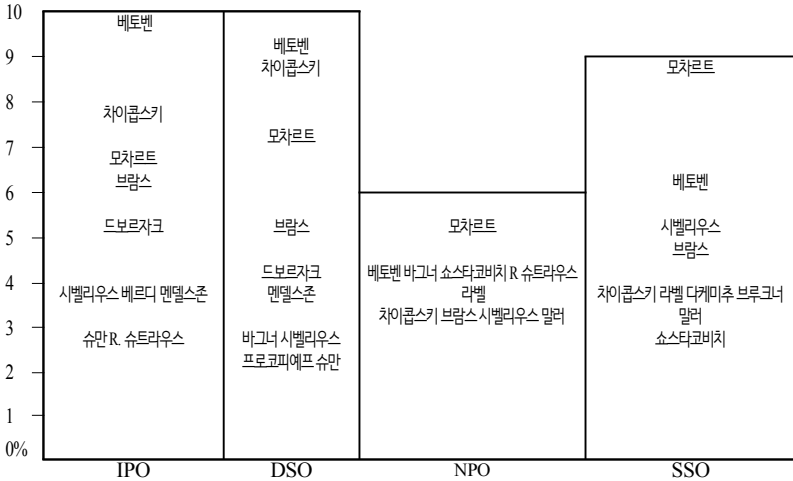 10
9
8
7
6
5
4
3
2
1
0%
베토벤
차이콥스키
모차르트
브람스
드보르자크
시벨리우스 베르디 멘델스존
슈만 R. 슈트라우스
IPO
베토벤
차이콥스키
모차르트
브람스
드보르자크
멘델스존
바그너 시벨리우스
프로코피예프 슈만
DSO
모차르트
베토벤 바그너 쇼스타코비치 R 슈트라우스
라벨
차이콥스키 브람스 시벨리우스 말러
NPO
모차르트
베토벤
시벨리우스
브람스
차이콥스키 라벨 다케미추 브루크너
말러
쇼스타코비치
SSO